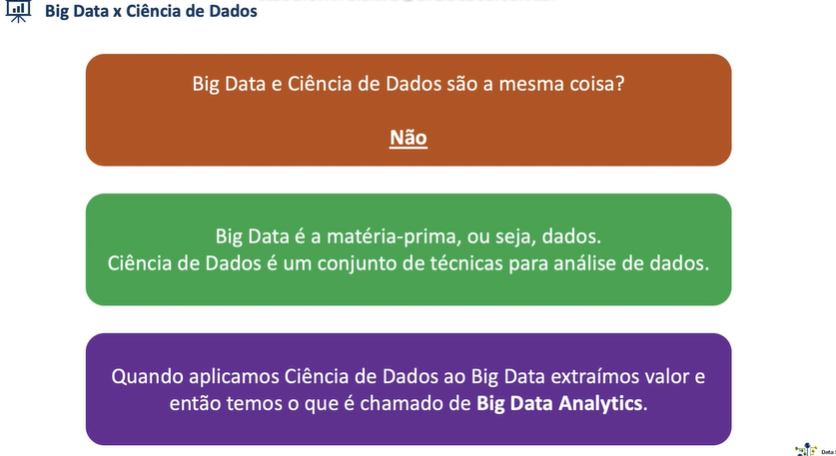 Big Data x Ciência de Dados
Big Data e Ciência de Dados são a mesma coisa?
Não
Big Data é a matéria-prima, ou seja, dados.
Ciência de Dados é um conjunto de técnicas para análise de dados.
Quando aplicamos Ciência de Dados ao Big Data extraímos valor e
então temos o que é chamado de Big Data Analytics.
Data